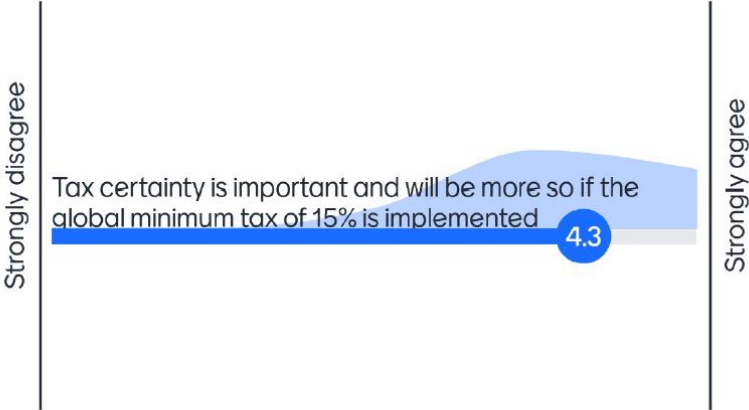 Strongly disagree
Tax certainty is important and will be more so if the
global minimum tax of 15% is implemented
4.3
Strongly agree